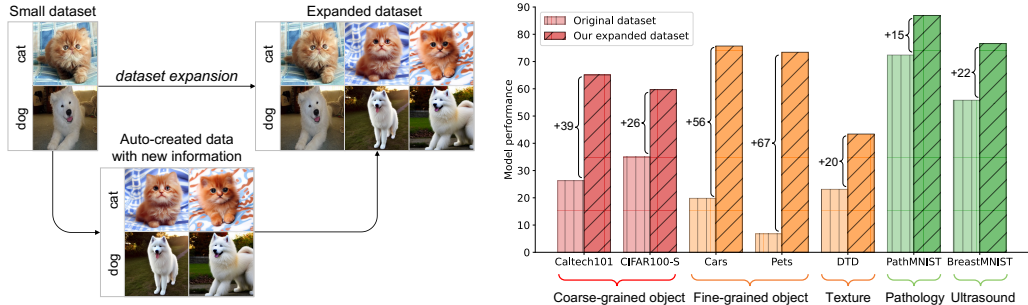 Small dataset
Expanded dataset
cat
dog
dataset expansion
cat
dog
Auto-created data
with new information
cat
dog
Model performance
90
80
70
60
50
40
30
20
10
0
Original dataset
Our expanded dataset
+39
+26
+56
+67
+20
+15
+22
Caltech101
CIFAR100-S
Cars
Pets
DTD
PathMNIST
BreastMNIST
Coarse-grained object
Fine-grained object
Texture
Pathology
Ultrasound